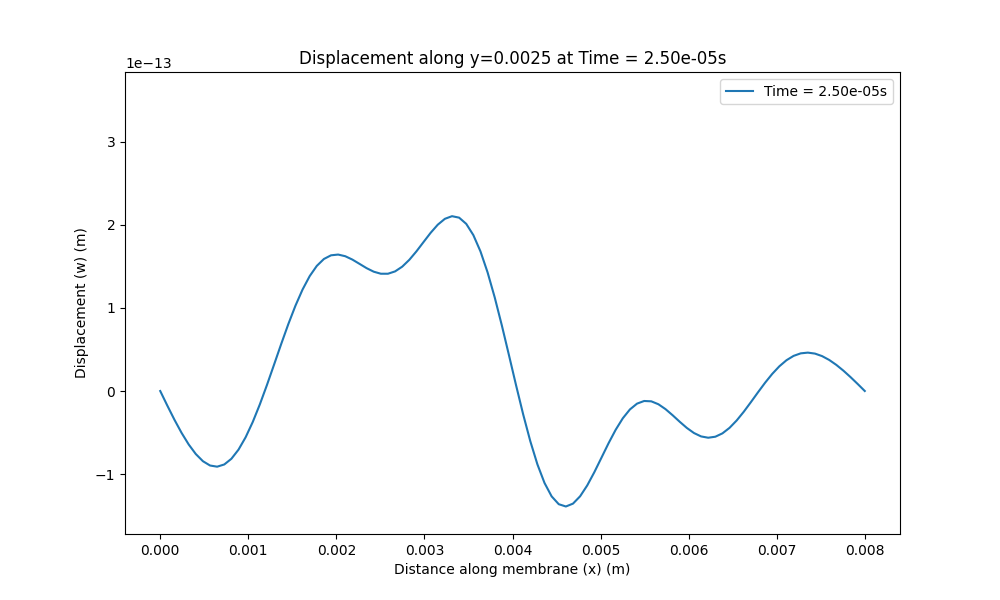 Displacement along y=0.0025 at Time = 2.50e-05s
1e−13
Time = 2.50e-05s
3
2
1
0
−1
Displacement (w) (m)
0.000 0.001 0.002 0.003 0.004 0.005 0.006 0.007 0.008
Distance along membrane (x) (m)